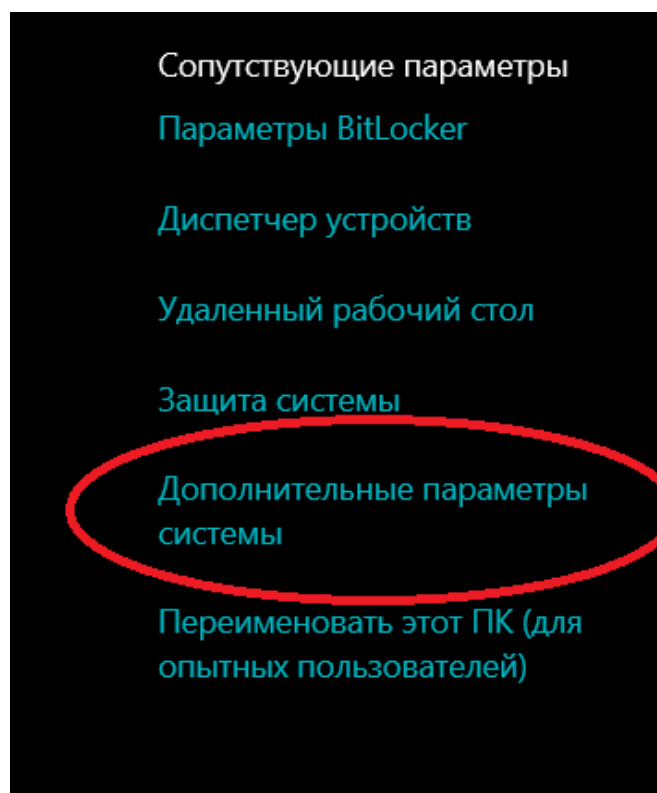 Сопутствующие параметры
Параметры BitLocker
Диспетчер устройств
Удаленный рабочий стол
Защита системы
Дополнительные параметры
системы
Переименовать этот ПК (для
опытных пользователей)